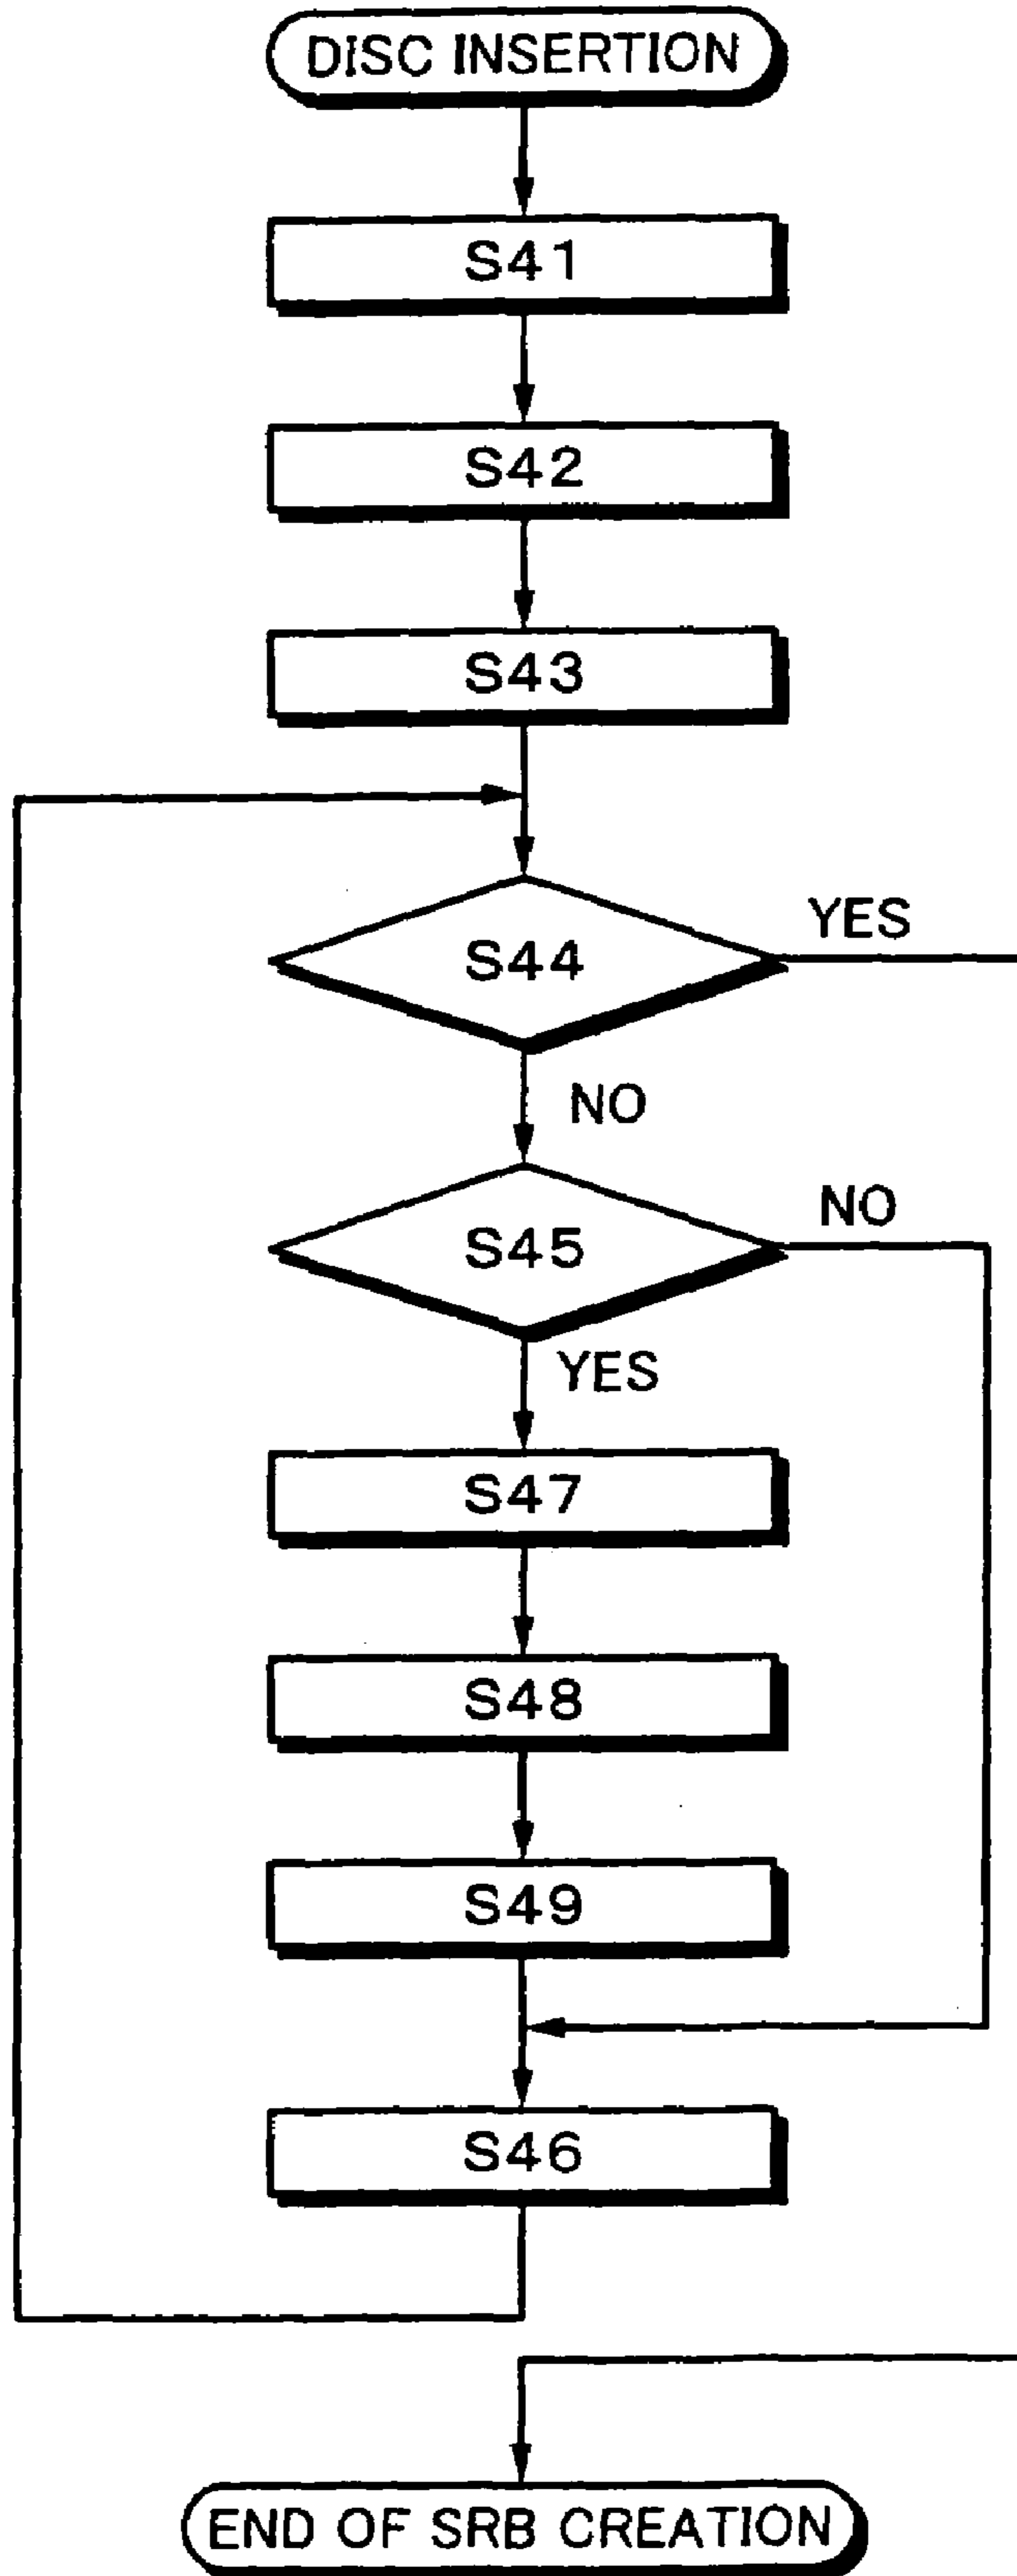 DISC INSERTION
S41
S42
S43
S44
YES
NO
S45
NO
YES
S47
S48
S49
S46
END OF SRB CREATION